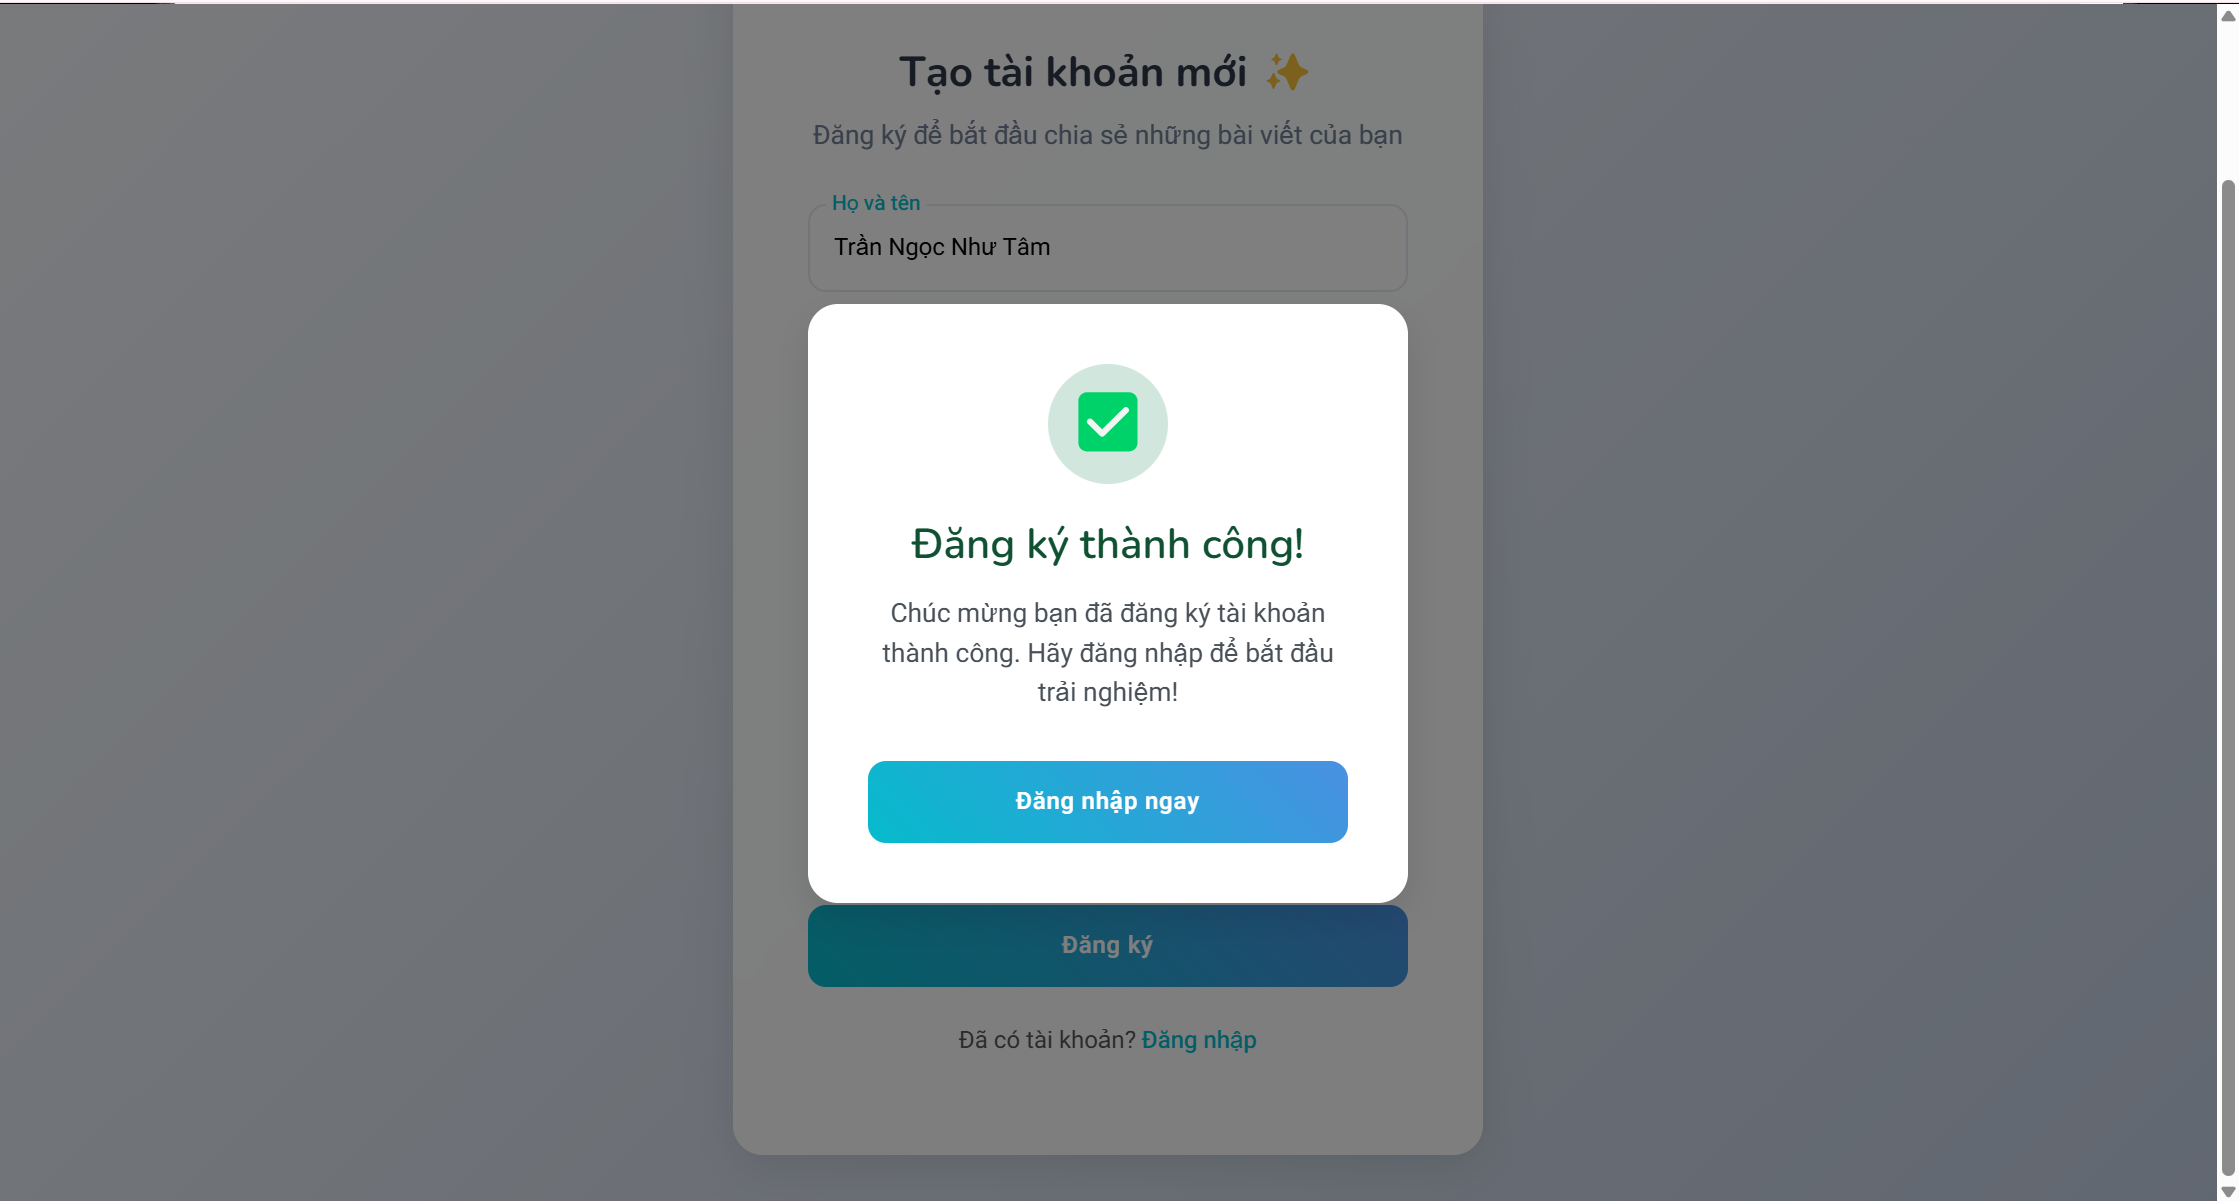 Tạo tài khoản mới ✨
Đăng ký để bắt đầu chia sẻ những bài viết của bạn
Họ và tên
Trần Ngọc Như Tâm
Đăng ký thành công!
Chúc mừng bạn đã đăng ký tài khoản
thành công. Hãy đăng nhập để bắt đầu
trải nghiệm!
Đăng nhập ngay
Đăng ký
Đã có tài khoản? Đăng nhập